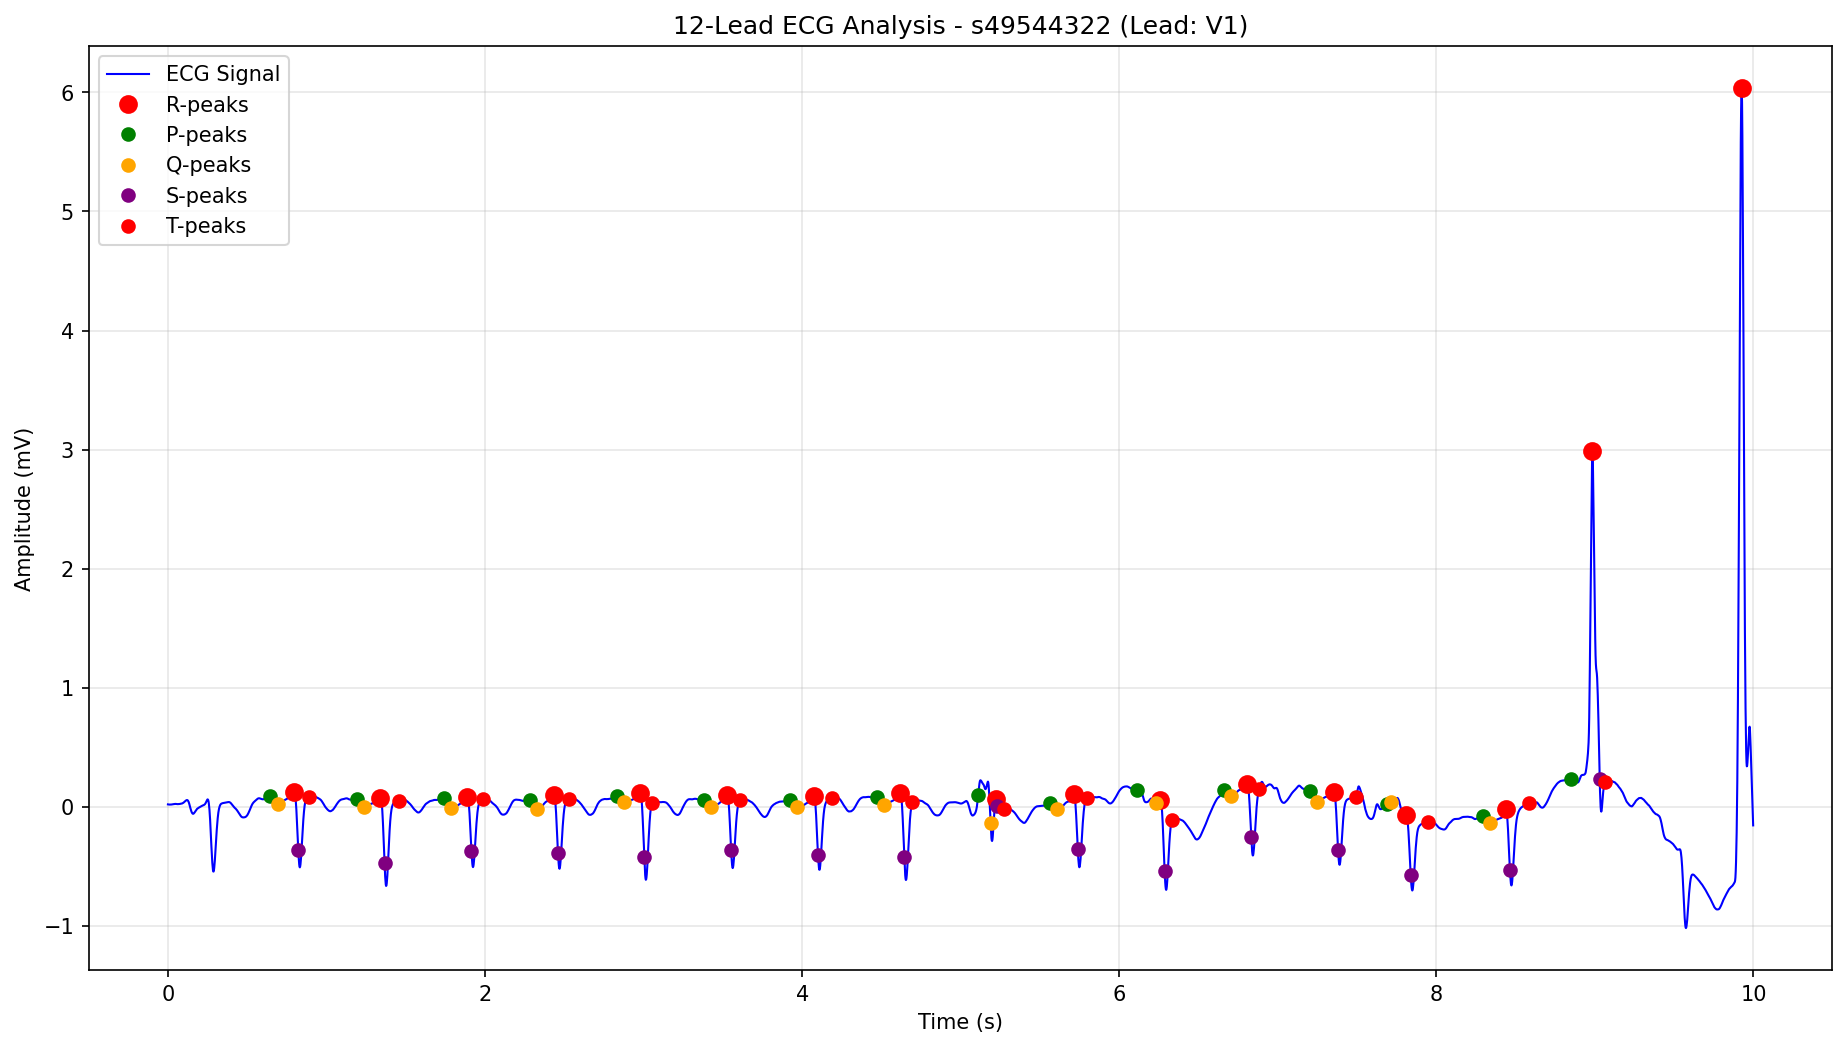 12-Lead ECG Analysis - s49544322 (Lead: V1)
ECG Signal
R-peaks
P-peaks
Q-peaks
S-peaks
T-peaks
Amplitude (mV)
6
5
4
3
2
1
0
−1
0 2 4 6 8 10
Time (s)